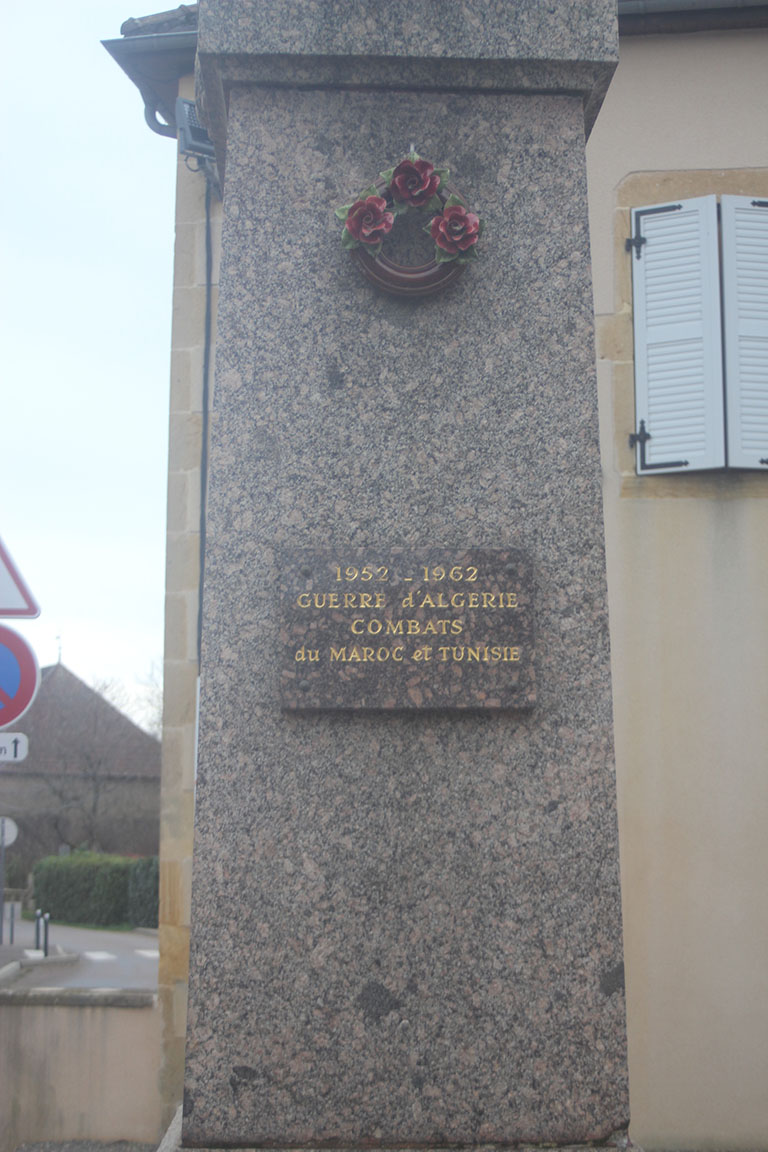 1952 - 1962
GUERRE d'ALGERIE
COMBATS
du MAROC et TUNISIE